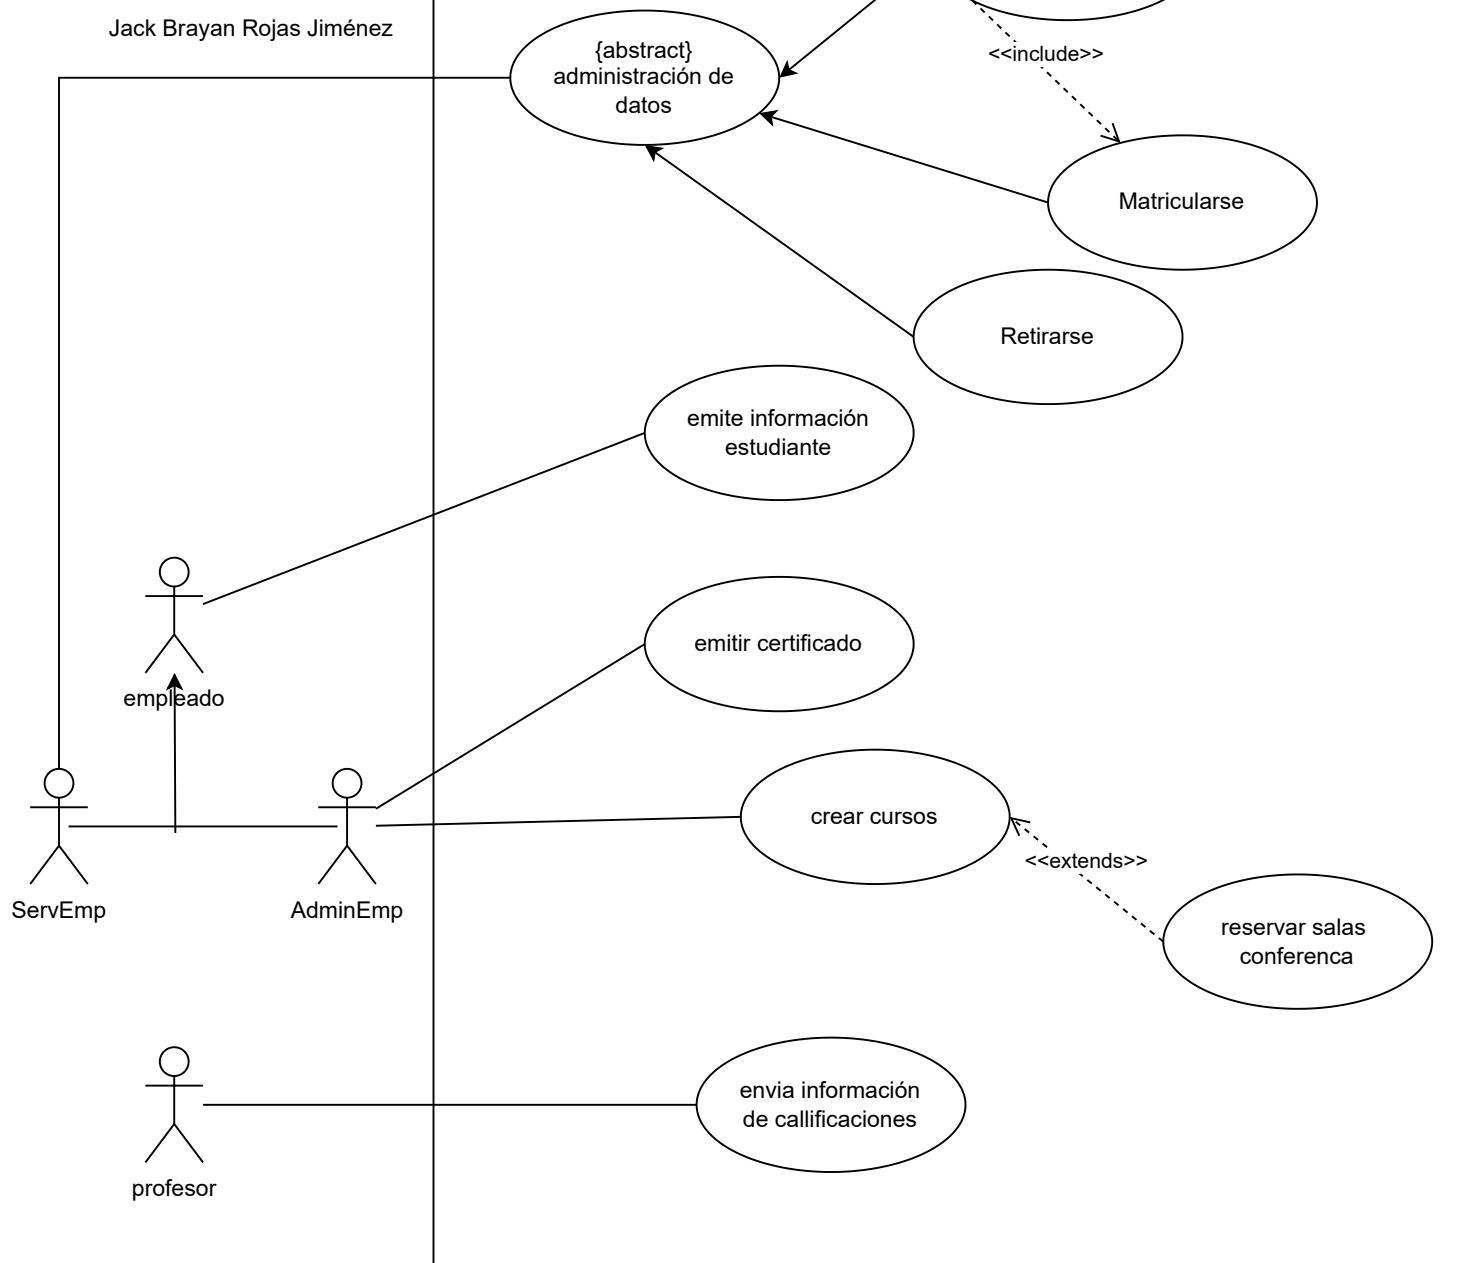 Jack Brayan Rojas Jiménez
{abstract}
administración de
datos
<<include>>
Matricularse
Retirarse
emite información
estudiante
empleado
emitir certificado
crear cursos
<<extends>>
ServEmp
AdminEmp
reservar salas
conferenca
envia información
de callificaciones
profesor